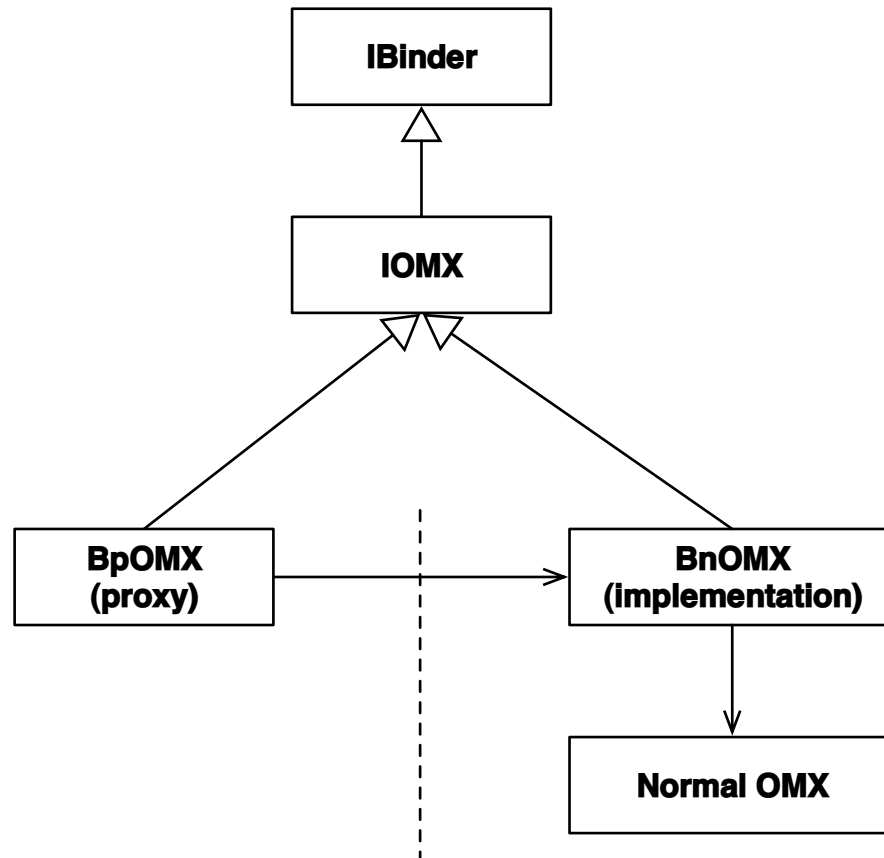 IBinder
IOMX
BpOMX
(proxy)
BnOMX
(implementation)
Normal OMX